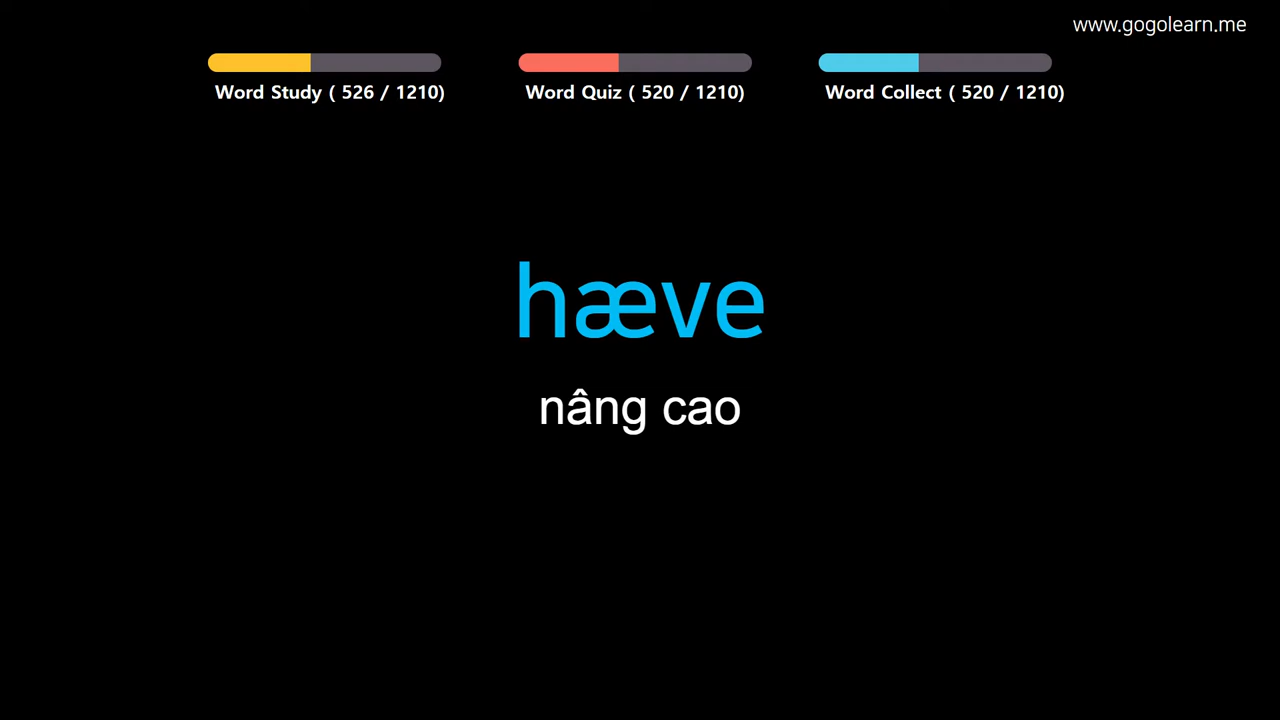 www.gogolearn.me
Word Study ( 526 / 1210)
Word Quiz ( 520 / 1210)
Word Collect ( 520 / 1210)
hæve
nâng cao